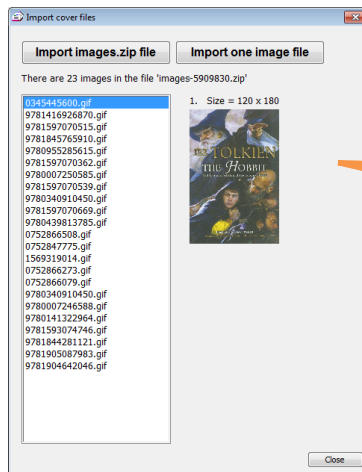 Import cover files
Import images.zip file
Import one image file
There are 23 images in the file 'images-5909830.zip'
0345445600.gif
9781416926870.gif
9781597070515.gif
9781845765910.gif
9780955285615.gif
9781597070362.gif
9780007250585.gif
9781597070539.gif
9780340910450.gif
9781597070669.gif
9780439813785.gif
0752866508.gif
0752847775.gif
1569319014.gif
0752866273.gif
0752866079.gif
9780340910450.gif
9780007246588.gif
9780141322964.gif
9781593074746.gif
9781844281121.gif
9781905087983.gif
9781904642046.gif
1. Size = 120 x 180
TOLKIEN
THE HOBBIT
Close